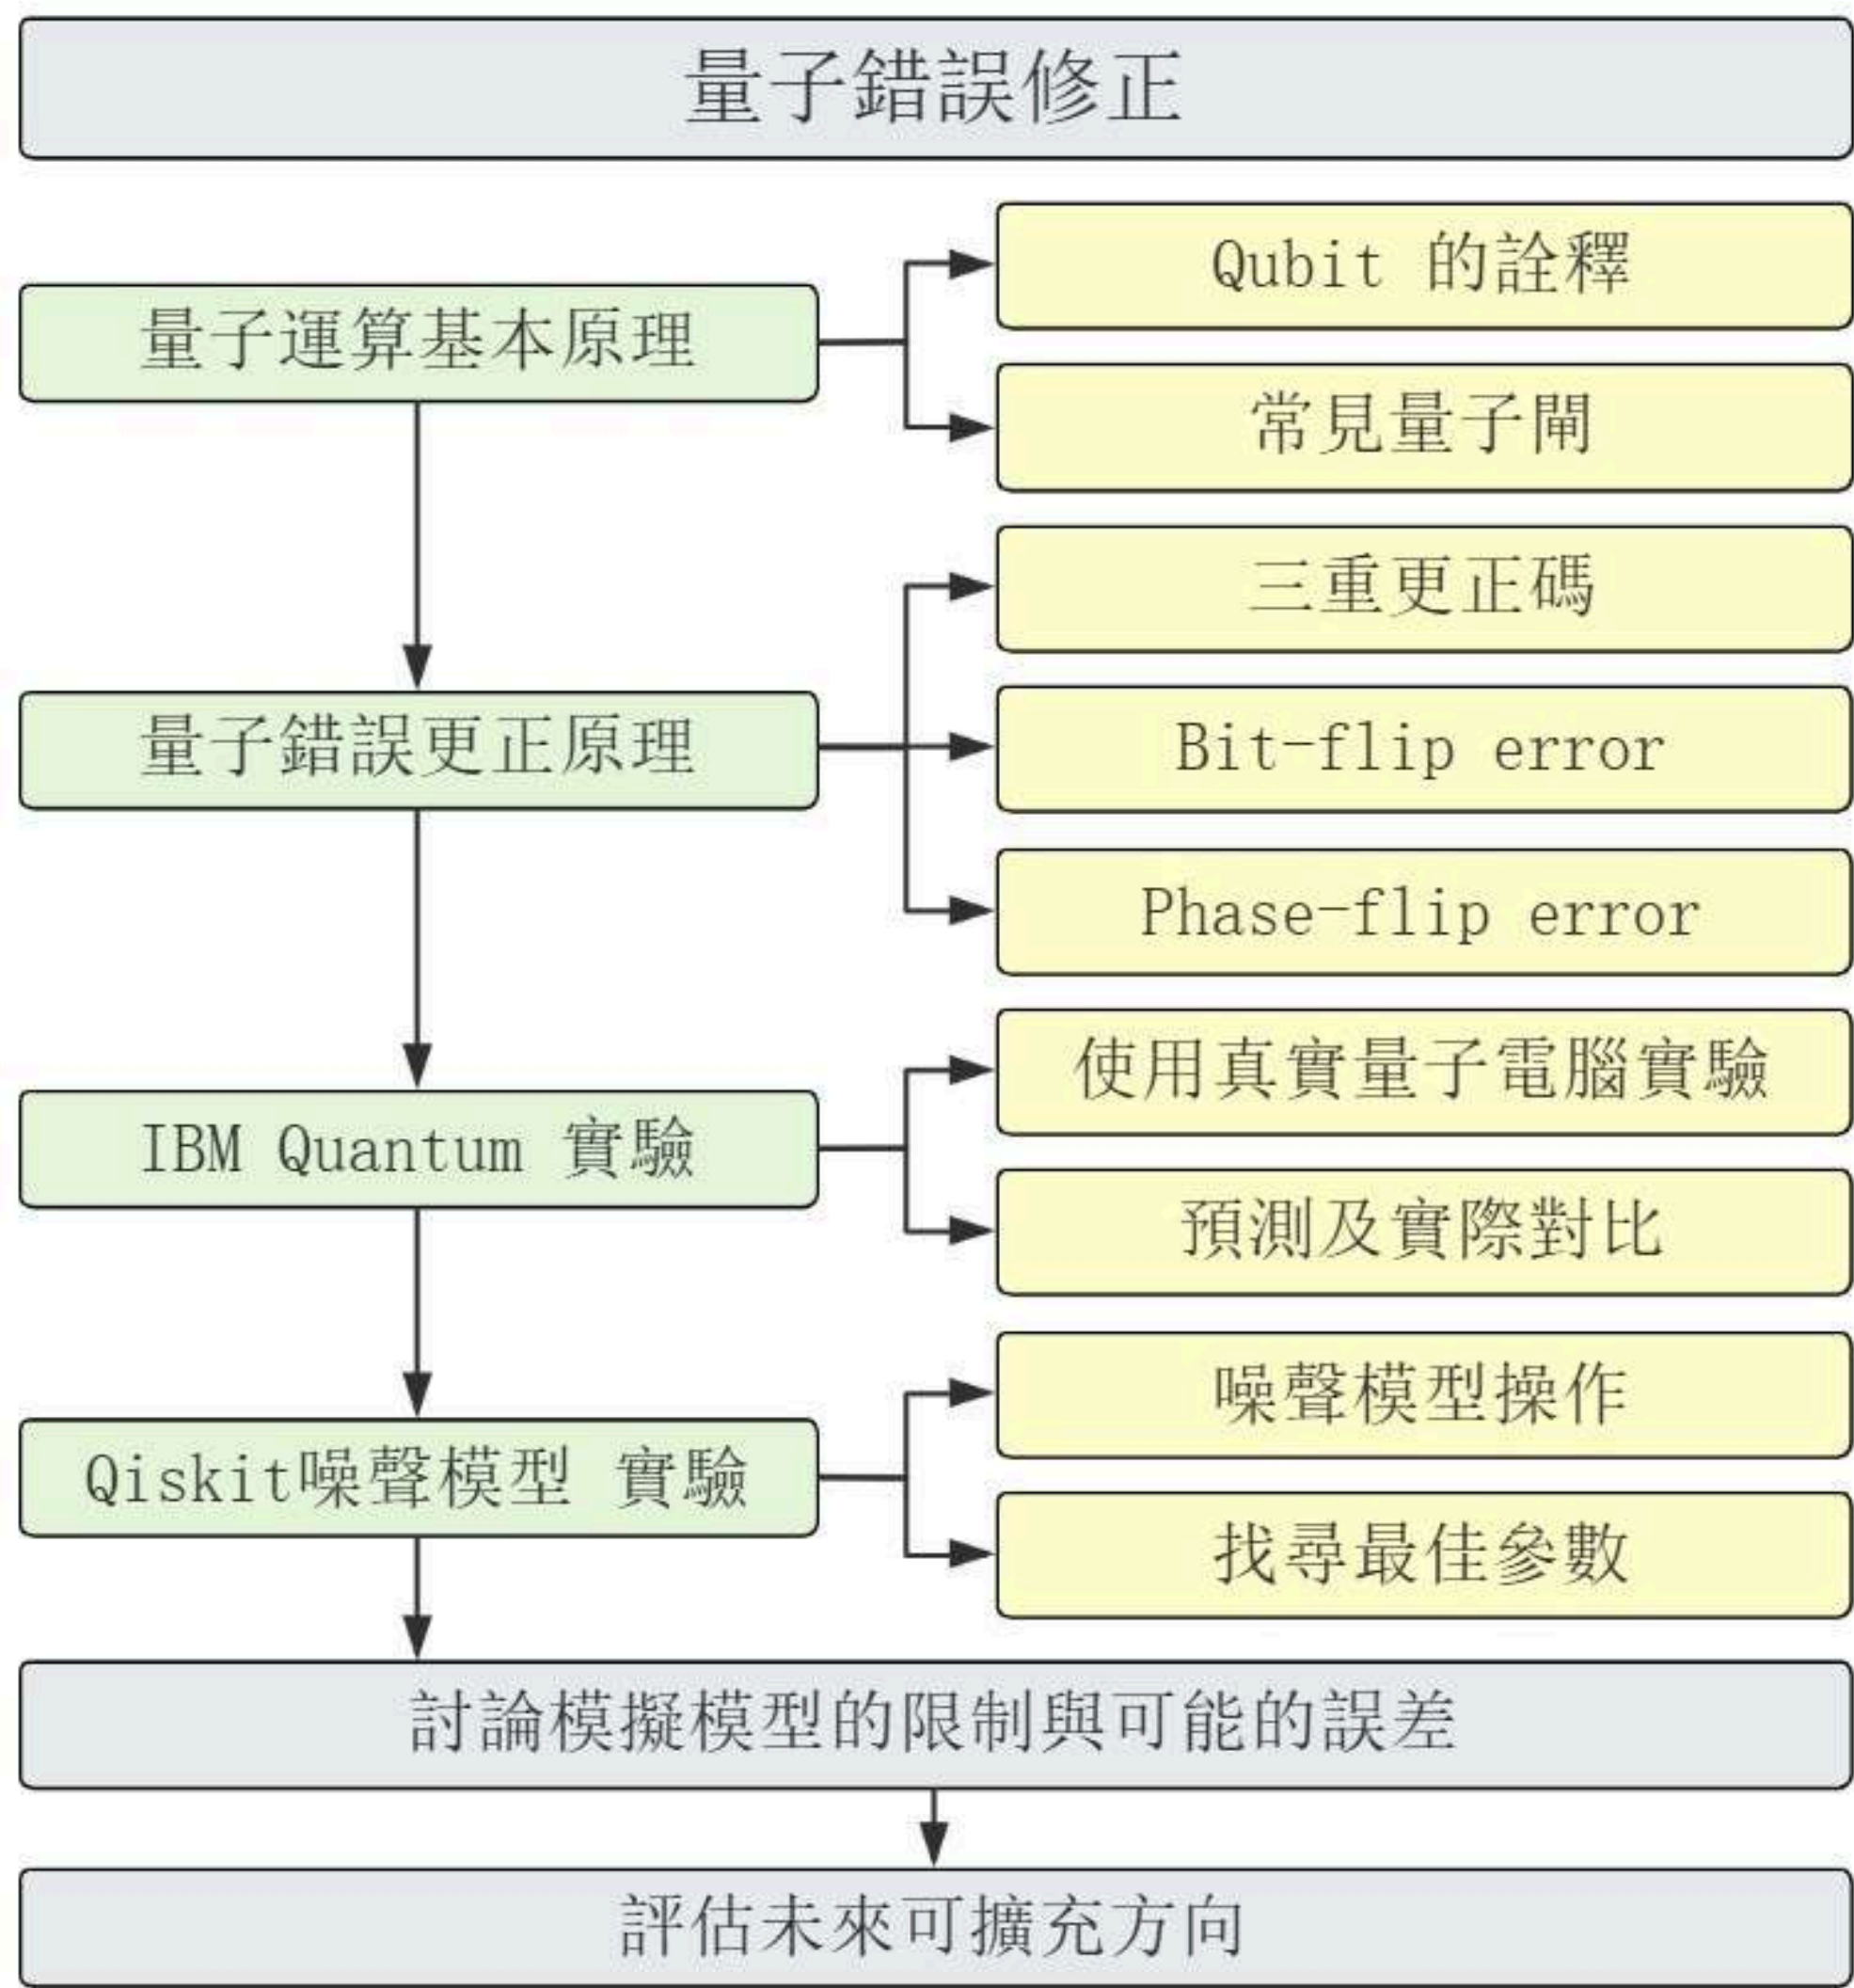 量子錯誤修正
量子運算基本原理
Qubit 的詮釋
常見量子閘
量子錯誤更正原理
三重更正碼
Bit-flip error
Phase-flip error
IBM Quantum 實驗
使用真實量子電腦實驗
預測及實際對比
Qiskit噪聲模型 實驗
噪聲模型操作
找尋最佳參數
討論模擬模型的限制與可能的誤差
評估未來可擴充方向